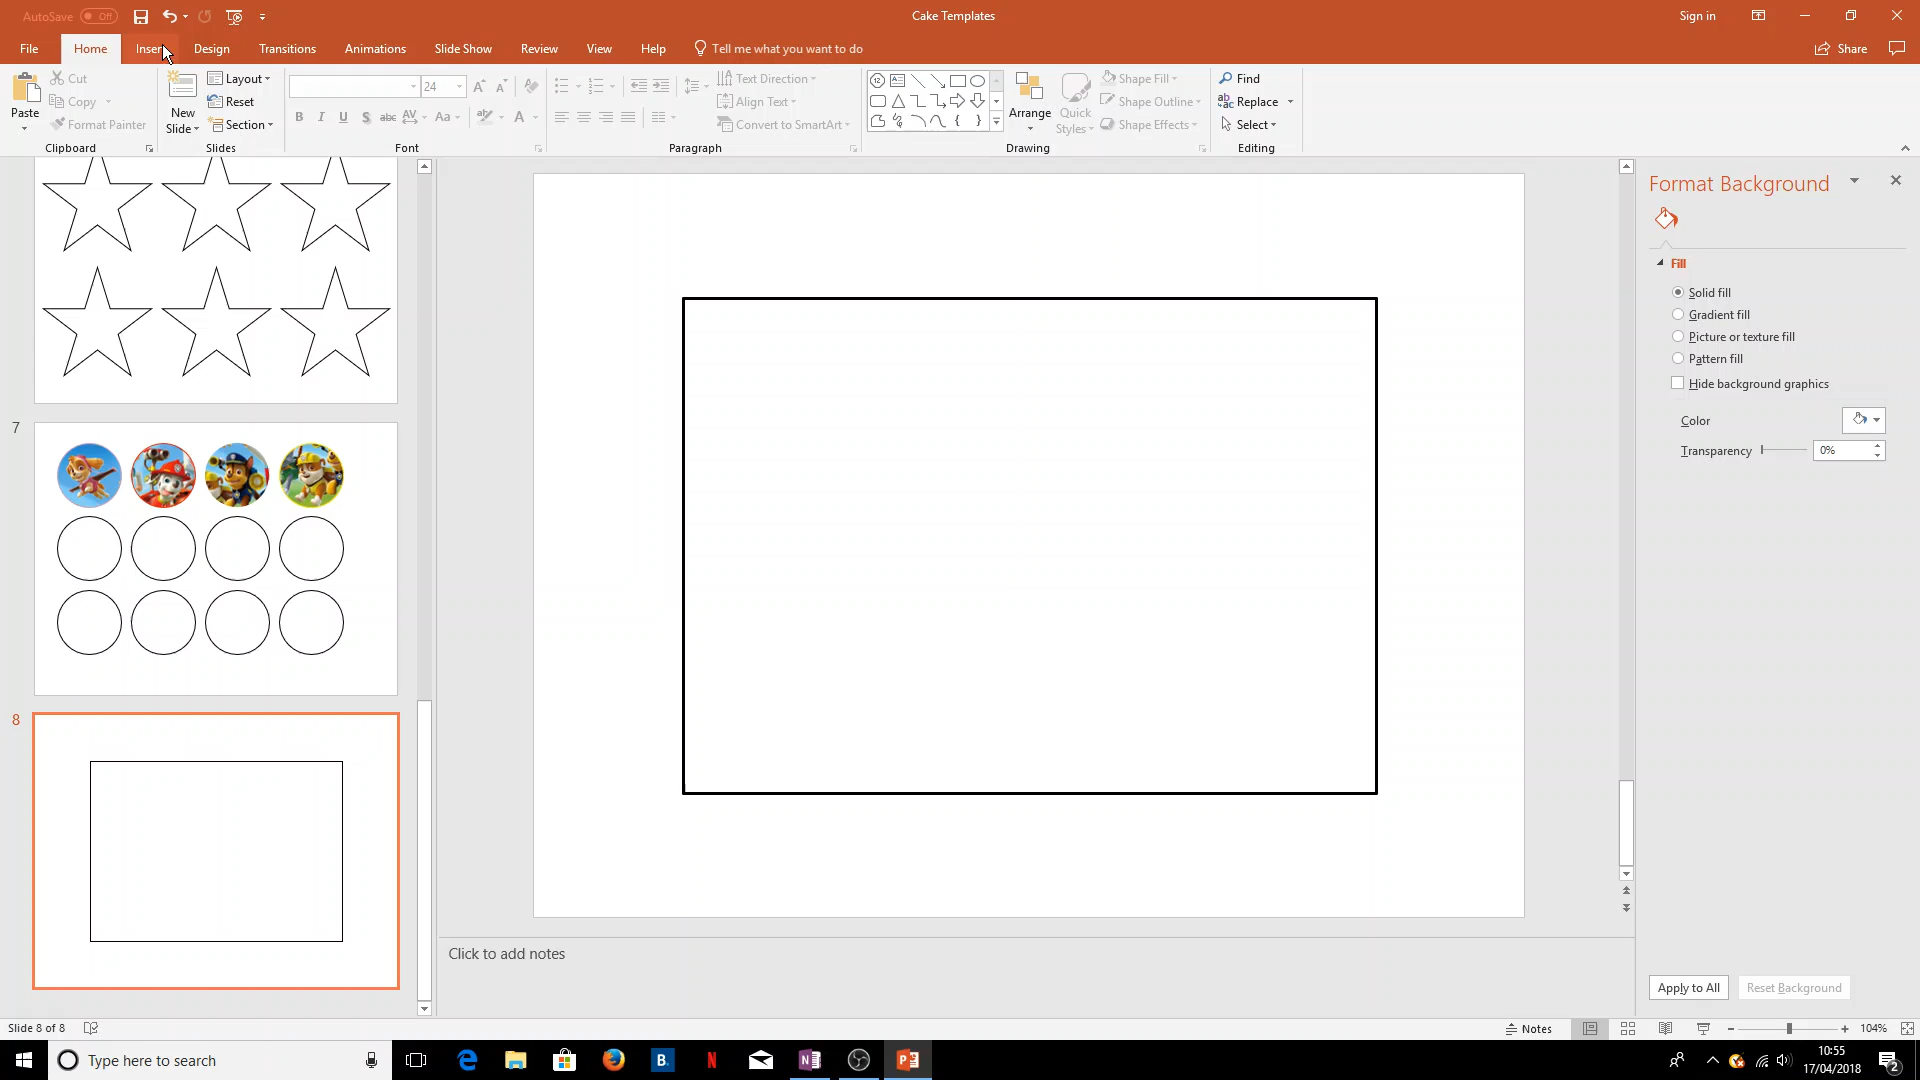 AutoSave Off
Cake Templates
Sign in
File Home Insert Design Transitions Animations Slide Show Review View Help Tell me what you want to do
Share
Paste
Cut
Copy
Format Painter
Clipboard
New Slide
Layout
Reset
Section
Slides
24
B I U S abc AV Aa A
Font
Text Direction
Align Text
Convert to SmartArt
Paragraph
Arrange
Quick Styles
Shape Fill
Shape Outline
Shape Effects
Drawing
Find
Replace
Select
Editing
7
8
Format Background
Fill
Solid fill
Gradient fill
Picture or texture fill
Pattern fill
Hide background graphics
Color
Transparency 0%
Apply to All Reset Background
Click to add notes
Slide 8 of 8
Notes
104%
Type here to search
10:55
17/04/2018
2